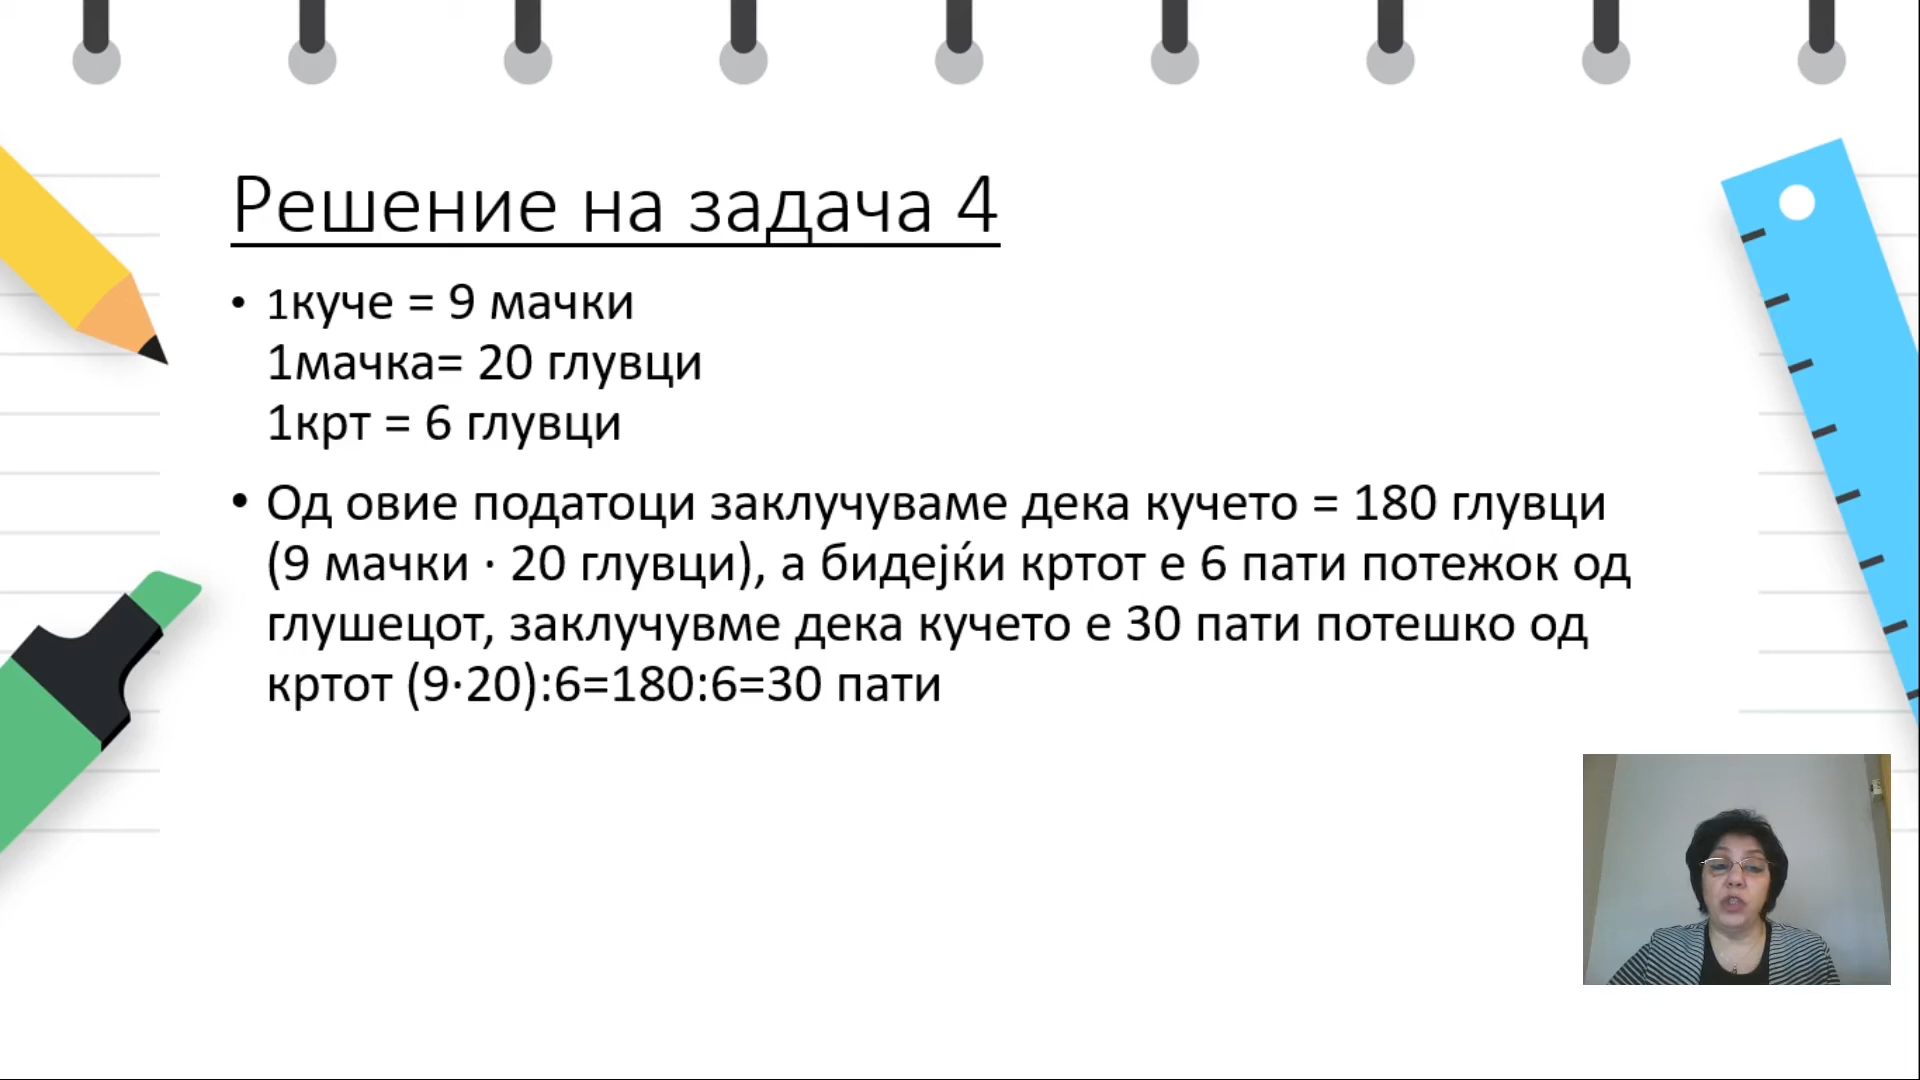 Решение на задача 4
• 1куче = 9 мачки
1мачка= 20 глувци
1крт = 6 глувци
• Од овие податоци заклучуваме дека кучето = 180 глувци
(9 мачки · 20 глувци), а бидејќи кртот е 6 пати потежок од
глушецот, заклучувме дека кучето е 30 пати потешко од
кртот (9·20):6=180:6=30 пати